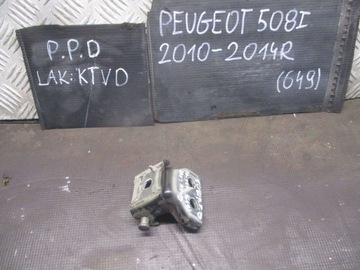 P.P.D
LAK: KTVD
PEUGEOT 508I
2010-2014R
(649)